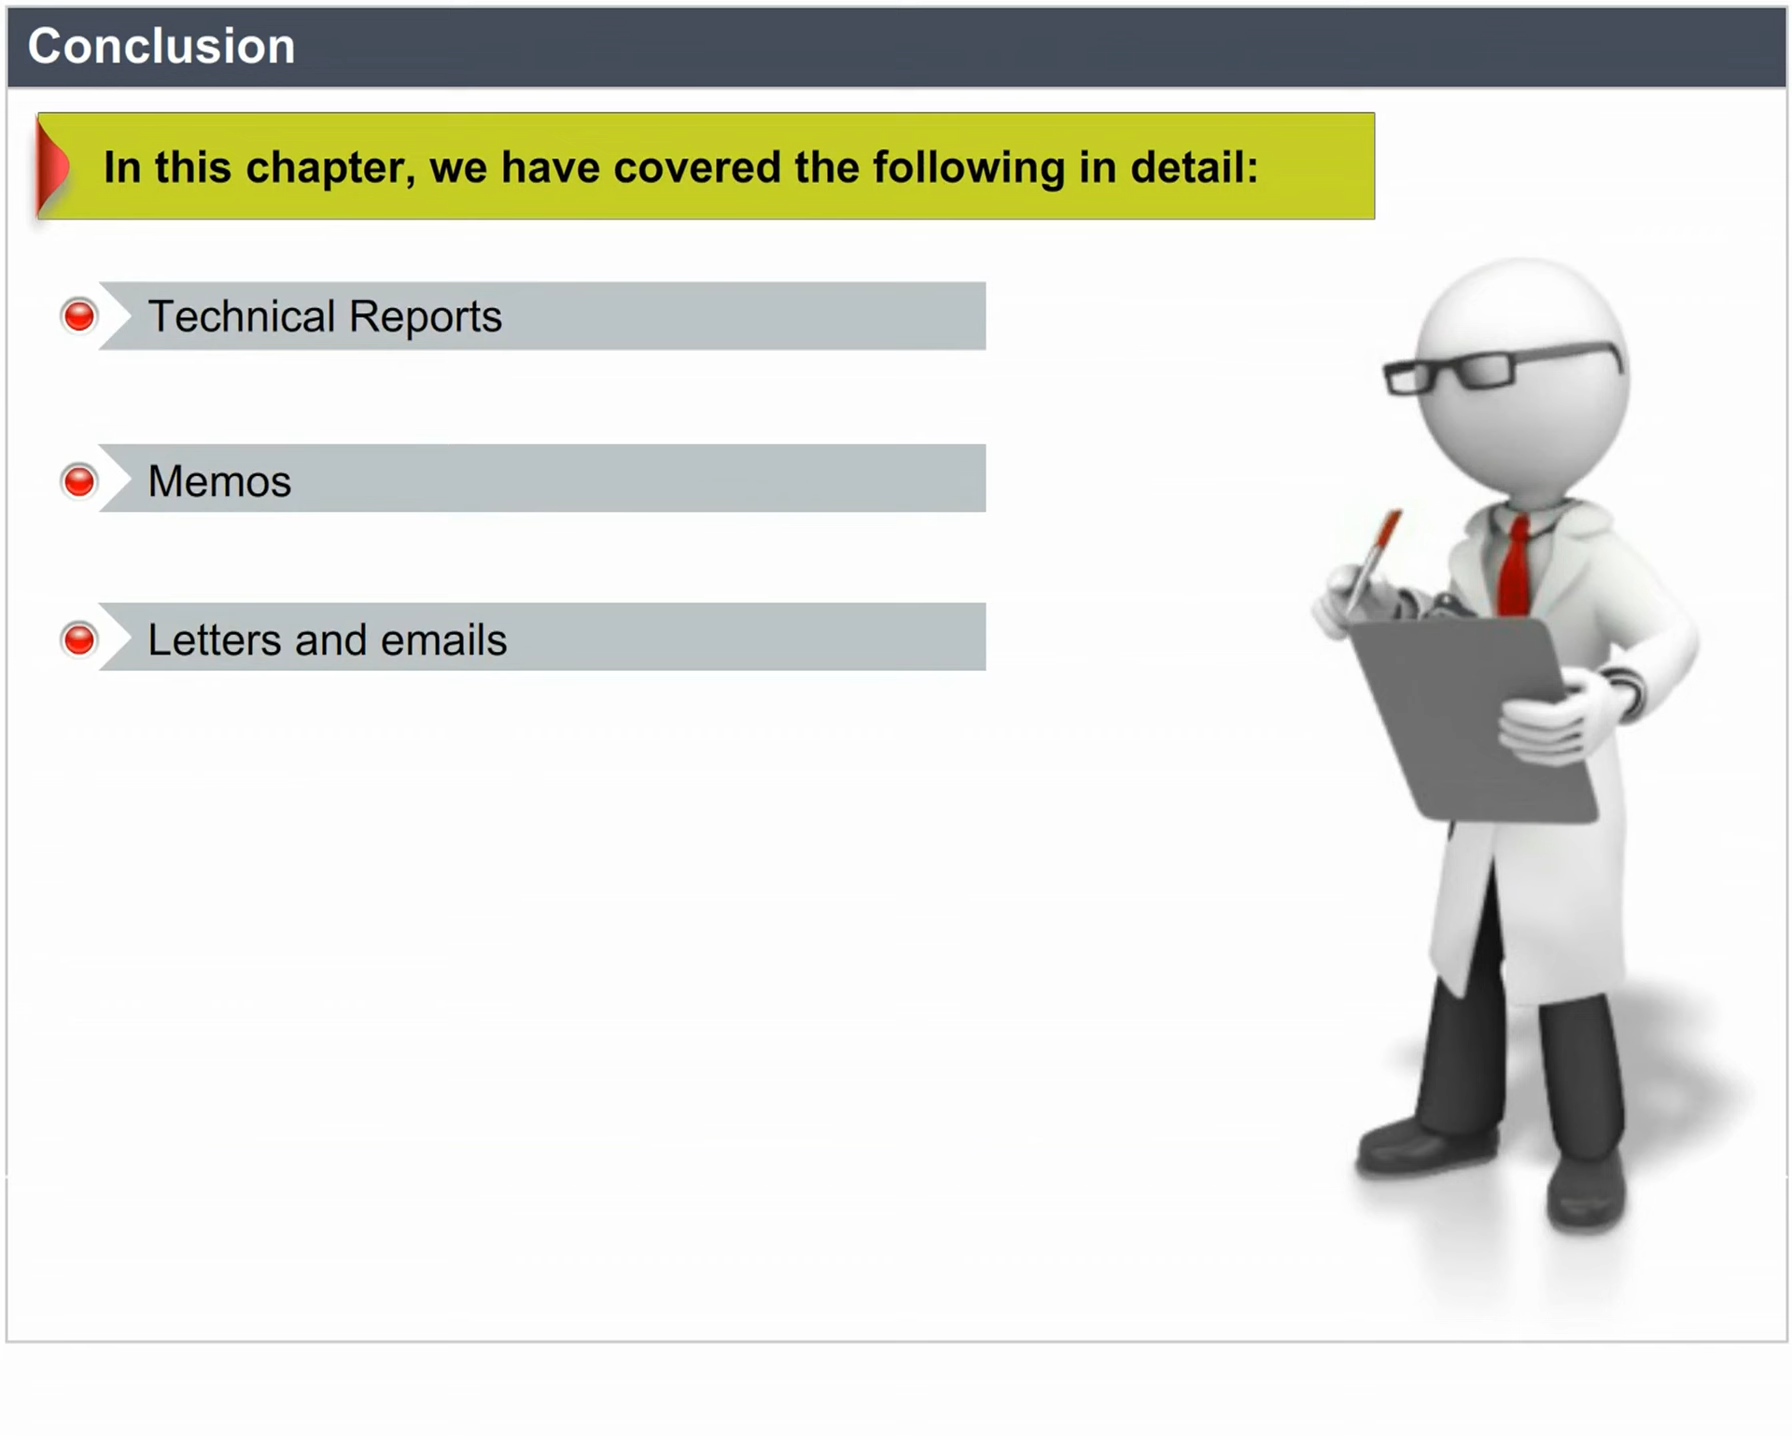 Conclusion
In this chapter, we have covered the following in detail:
Technical Reports
Memos
Letters and emails